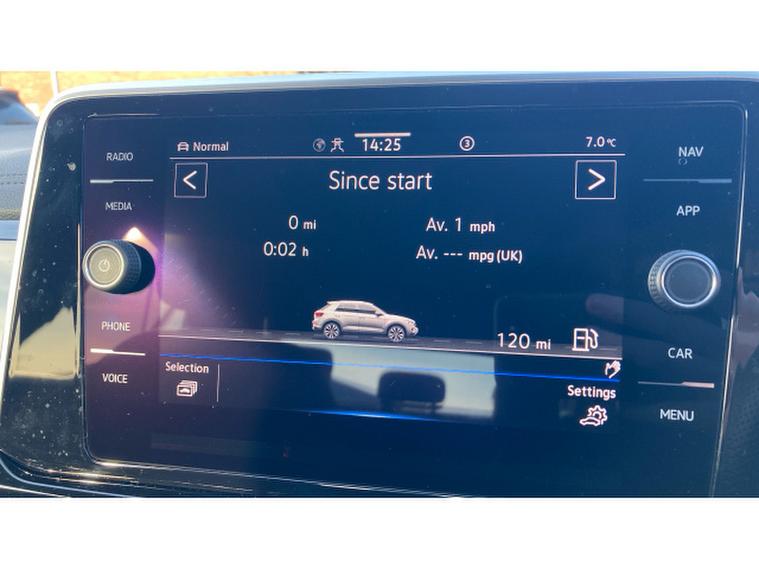 RADIO
MEDIA
PHONE
VOICE
Normal
14:25
3
7.0°C
Since start
0 mi
Av. 1 mph
0:02 h
Av. --- mpg (UK)
120 mi
Selection
Settings
NAV
APP
CAR
MENU